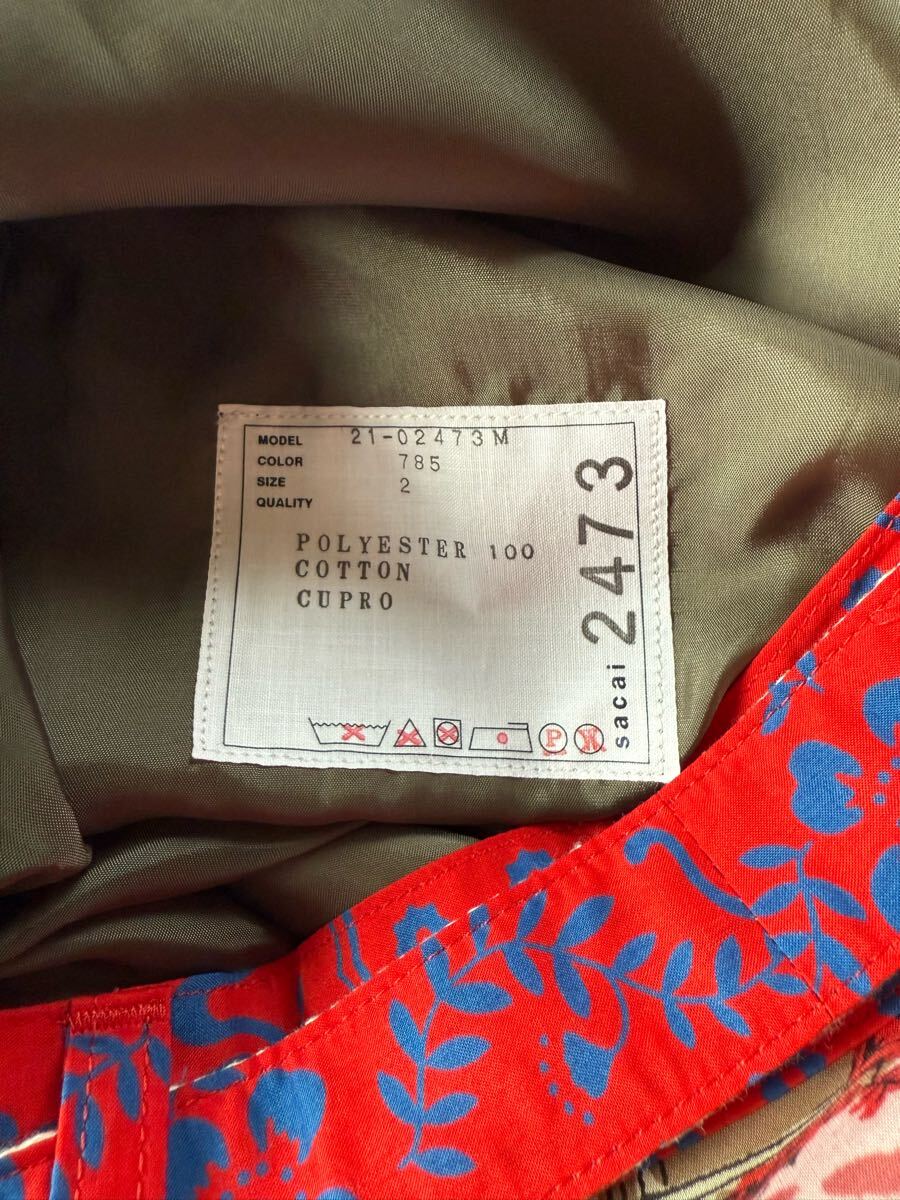 MODEL 21-02473M
COLOR 785
SIZE 2
QUALITY
POLYESTER 100
COTTON
CUPRO
P
W
sacai 2473